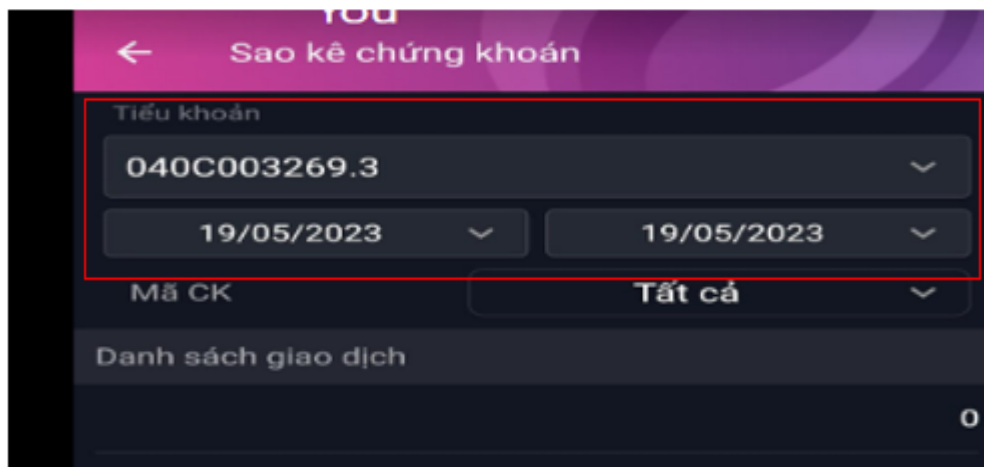 You
Sao kê chứng khoán
Tiểu khoản
040C003269.3
19/05/2023 19/05/2023
Mã CK Tất cả
Danh sách giao dịch
0